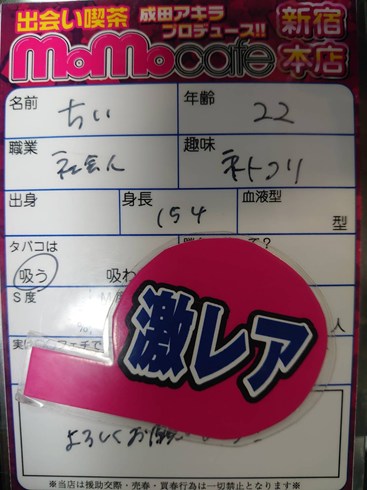 出会い喫茶 成田アキラ プロデュース!! 新宿本店
MoMocafe
名前 ちい 年齢 22
職業 社会人 趣味 ネトフリ
出身 身長 154 血液型 型
タバコは
吸う 吸わ
S度
% 人
激レア
よろしくお願い
※当店は援助交際・売春・買春行為は一切禁止となります※